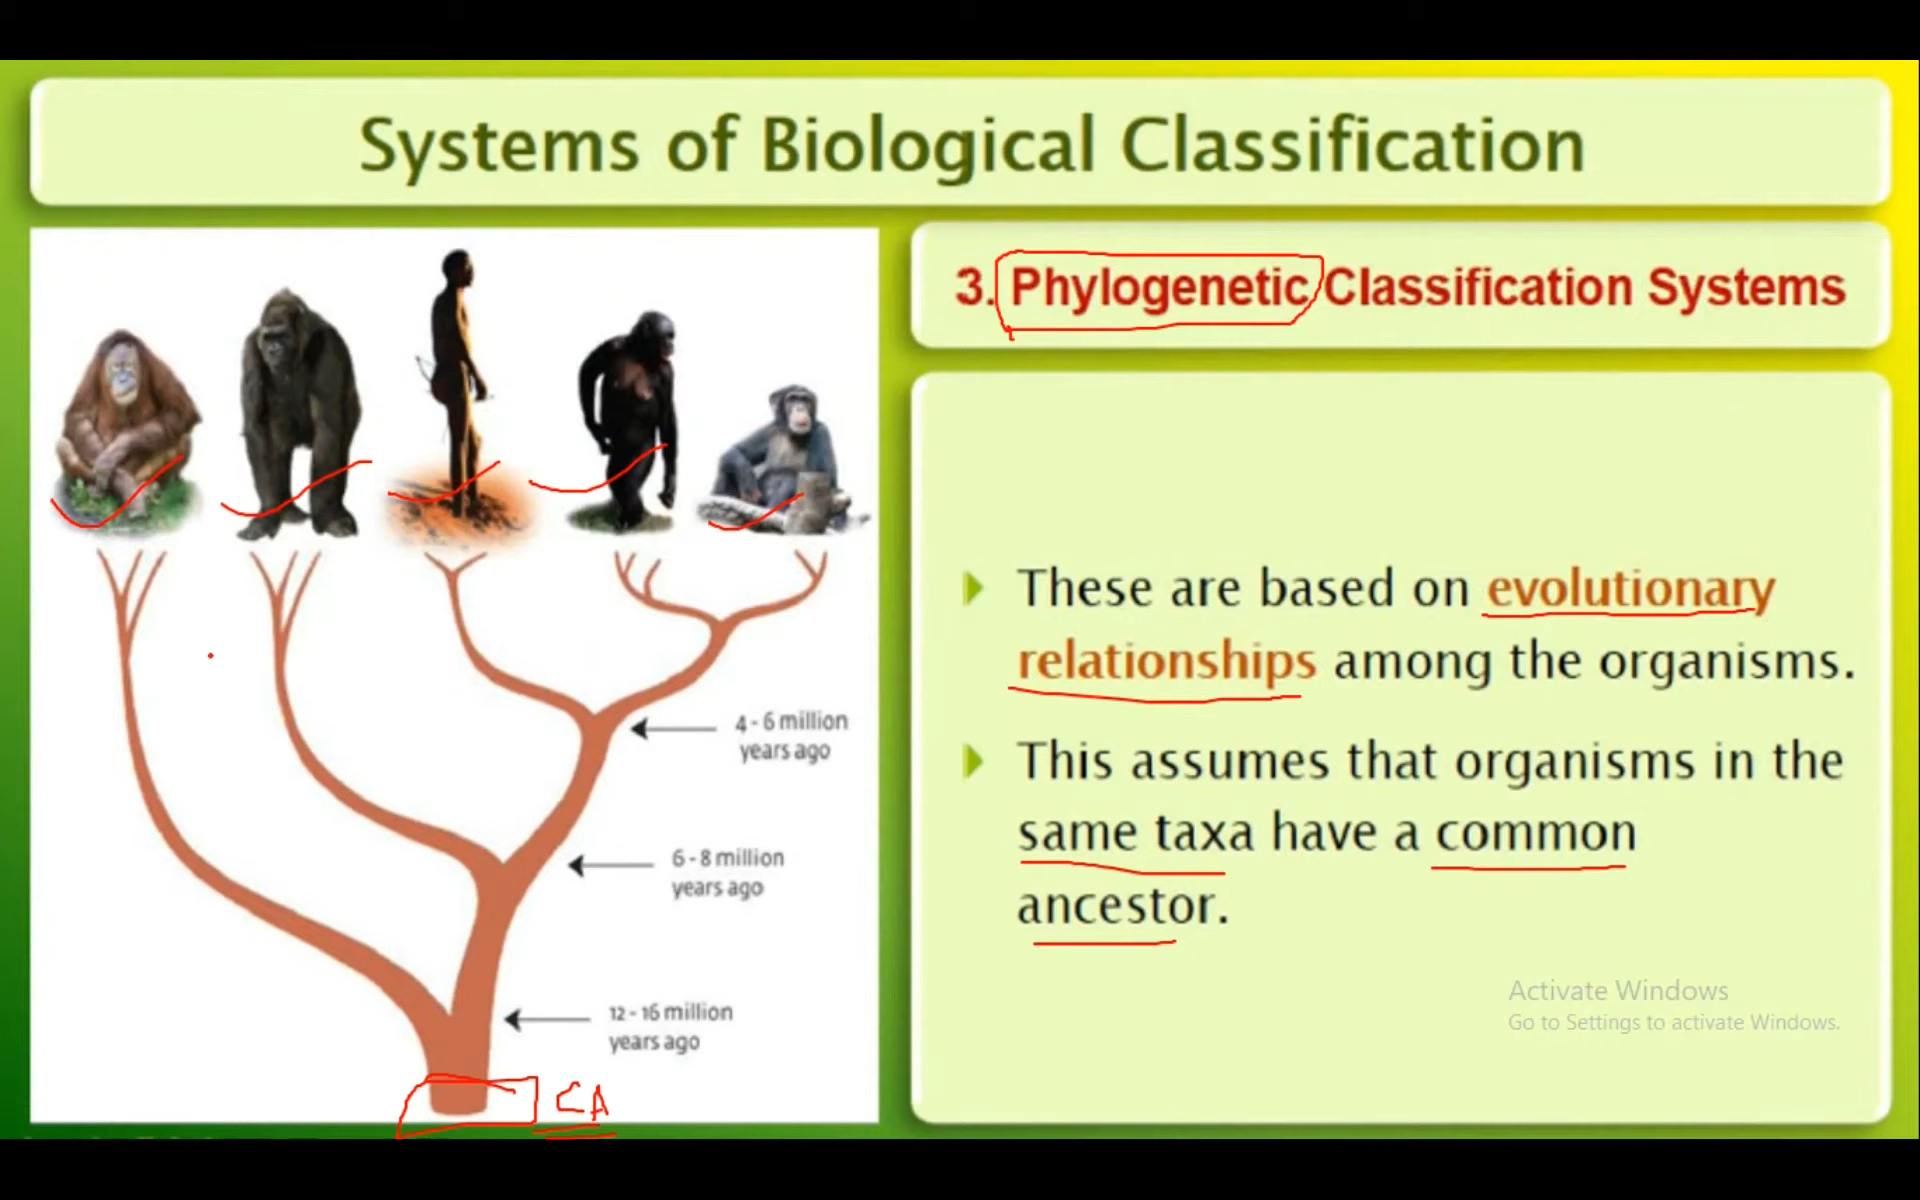 Systems of Biological Classification
3. Phylogenetic Classification Systems
4 - 6 million
years ago
6 - 8 million
years ago
12 - 16 million
years ago
CA
These are based on evolutionary
relationships among the organisms.
This assumes that organisms in the
same taxa have a common
ancestor.
Activate Windows
Go to Settings to activate Windows.